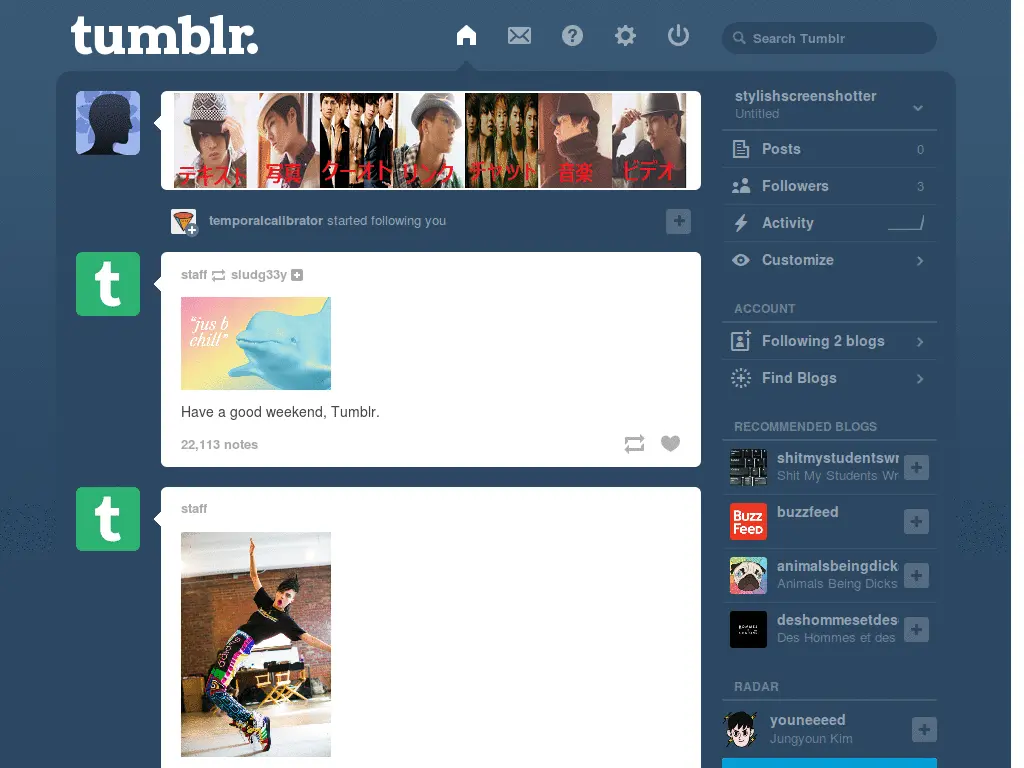 tumblr.
Search Tumblr
テキスト 写真 クーオト リンク チャット 音楽 ビデオ
temporalcalibrator started following you
staff sludg33y
"jus b
chill"
Have a good weekend, Tumblr.
22,113 notes
staff
stylishscreenshotter
Untitled
Posts 0
Followers 3
Activity
Customize
ACCOUNT
Following 2 blogs
Find Blogs
RECOMMENDED BLOGS
shitmystudentswr
Shit My Students Wr
Buzz
FeeD
buzzfeed
animalsbeingdick
Animals Being Dicks
deshommesetdes
Des Hommes et des
RADAR
youneeeed
Jungyoun Kim